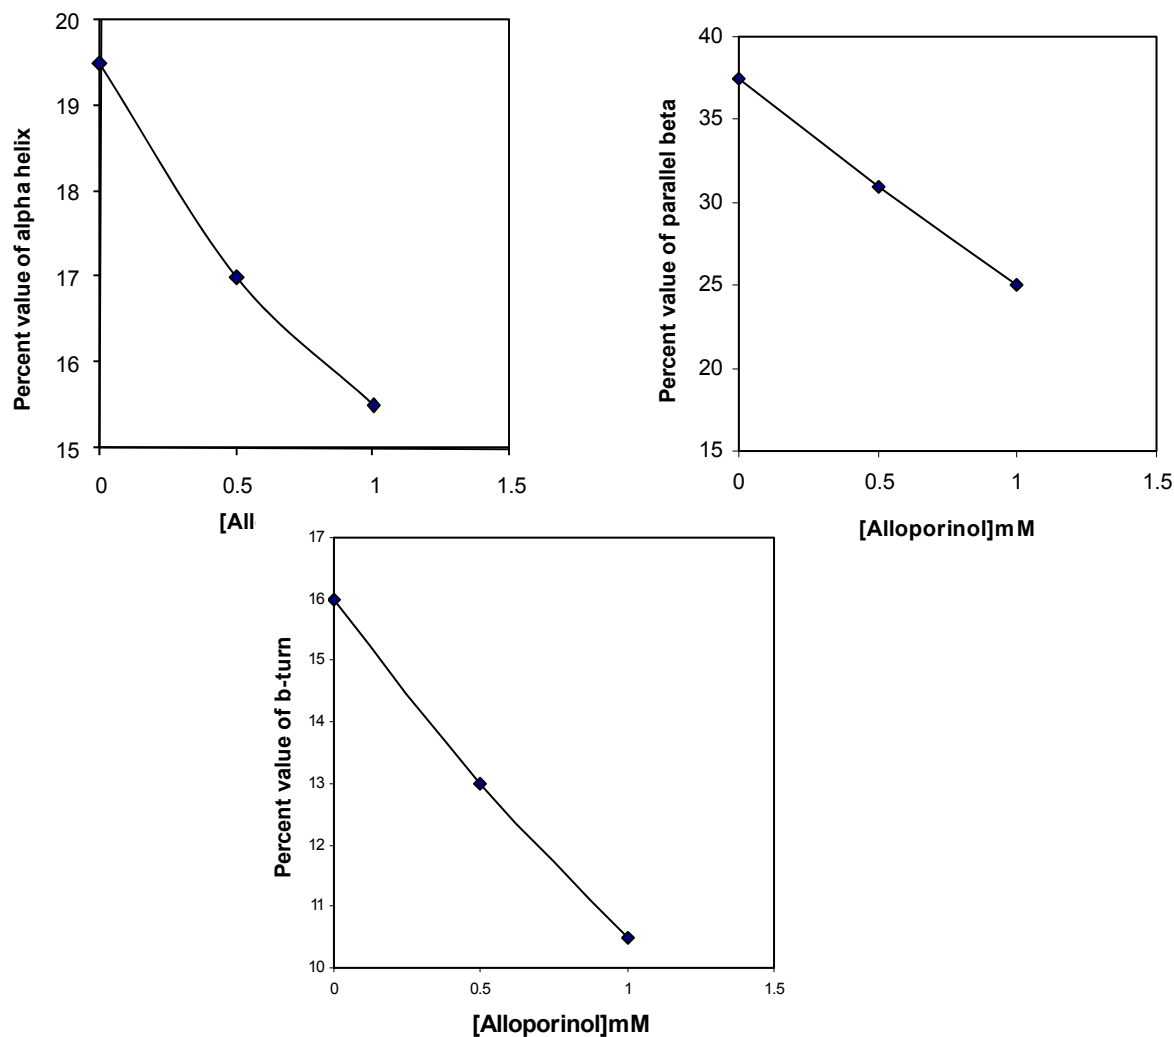 20
19
18
17
16
15
0 0.5 1 1.5
Percent value of alpha helix
[All
40
35
30
25
20
15
0 0.5 1 1.5
Percent value of parallel beta
[Alloporinol]mM
17
16
15
14
13
12
11
10
0 0.5 1 1.5
Percent value of b-turn
[Alloporinol]mM